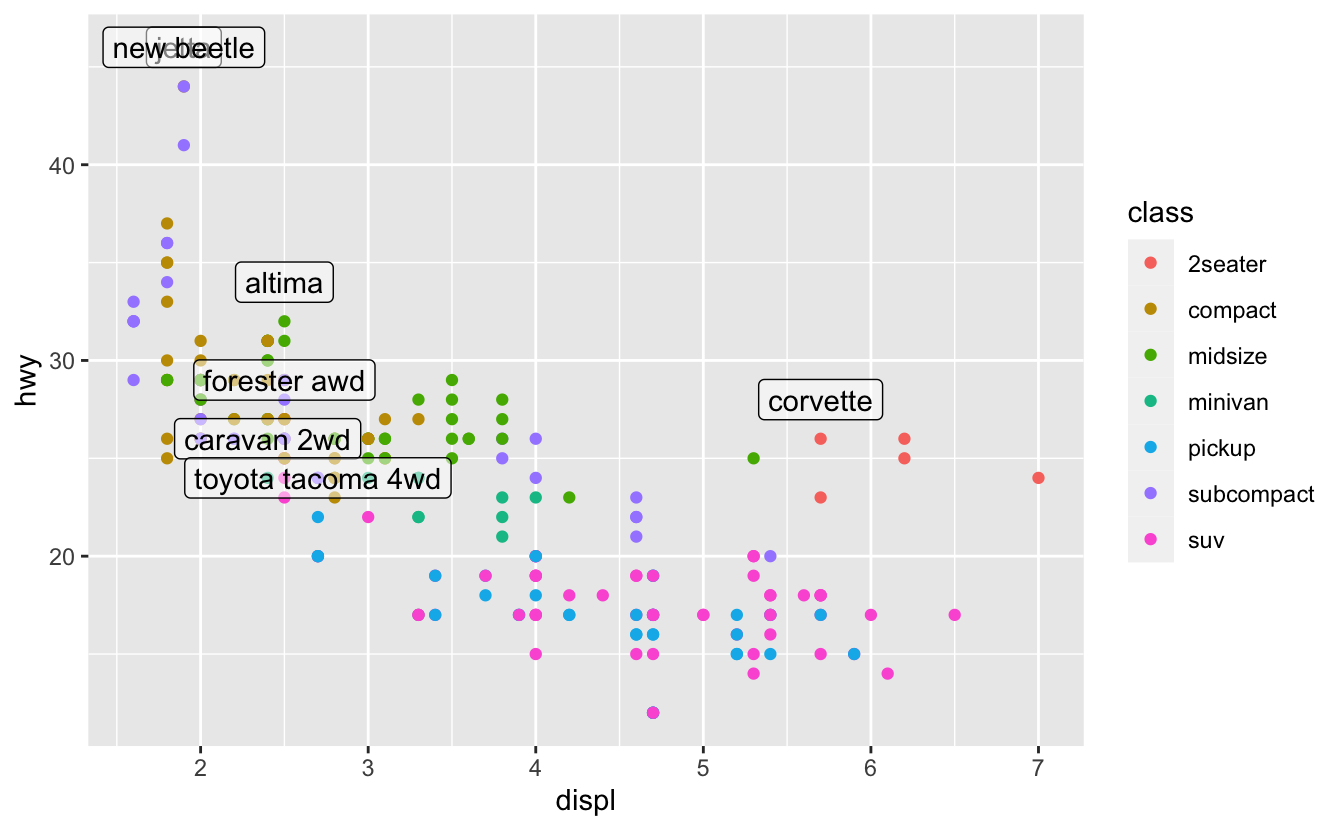 new beetle
jetta
40
altima
30
forester awd
corvette
caravan 2wd
toyota tacoma 4wd
20
hwy
2 3 4 5 6 7
displ
class
2seater
compact
midsize
minivan
pickup
subcompact
suv